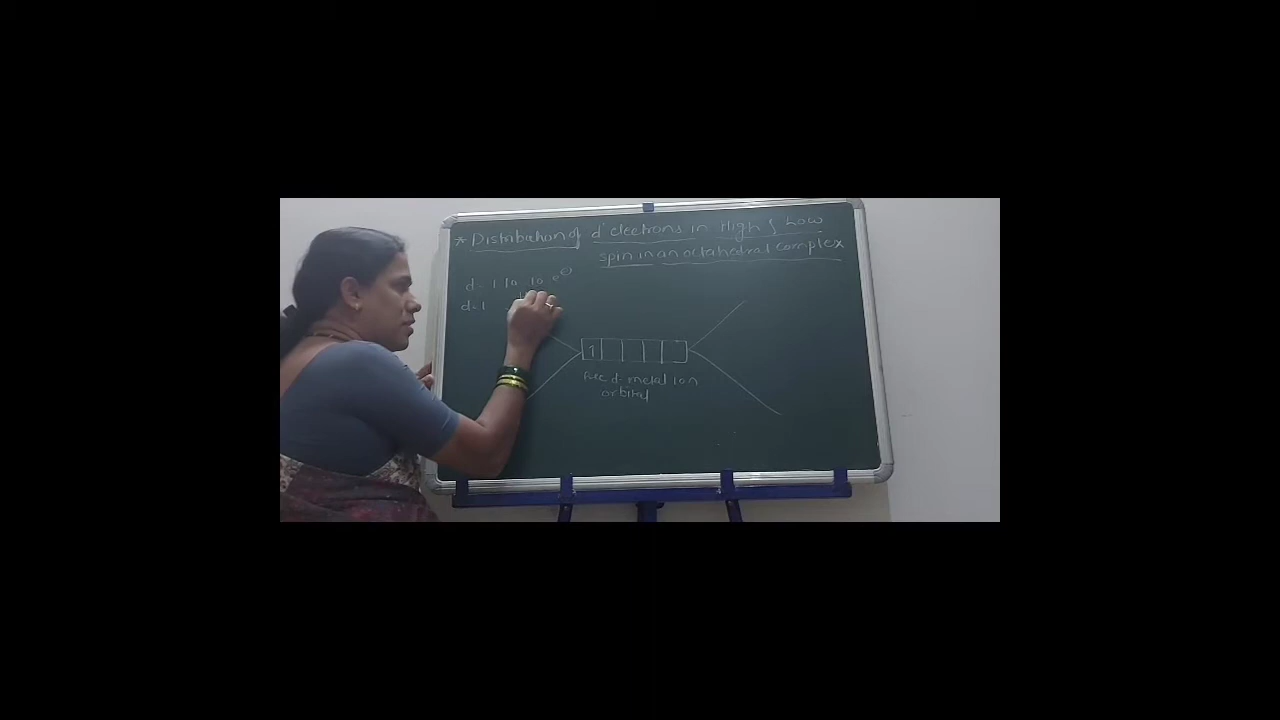 * Distribution of d' electrons in High & Low
spin in an octahedral complex
d = 1 to 10 e⊖
d=1
1
Free d-metal ion
orbital